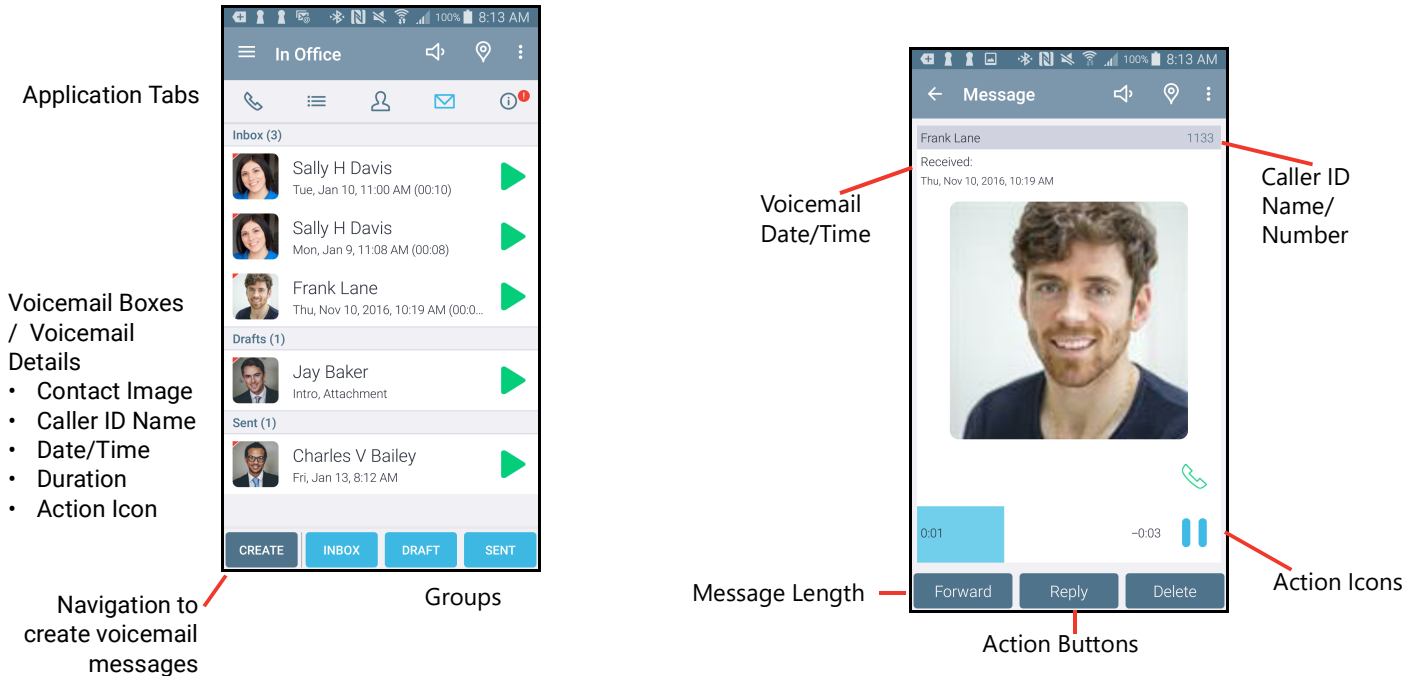 100% 8:13 AM
In Office
Application Tabs
Inbox (3)
Sally H Davis
Tue, Jan 10, 11:00 AM (00:10)
Sally H Davis
Mon, Jan 9, 11:08 AM (00:08)
Frank Lane
Thu, Nov 10, 2016, 10:19 AM (00:0...
Drafts (1)
Jay Baker
Intro, Attachment
Sent (1)
Charles V Bailey
Fri, Jan 13, 8:12 AM
CREATE INBOX DRAFT SENT
Voicemail Boxes
/ Voicemail
Details
• Contact Image
• Caller ID Name
• Date/Time
• Duration
• Action Icon
Navigation to
create voicemail
messages
Groups
100% 8:13 AM
Message
Frank Lane 1133
Received:
Thu, Nov 10, 2016, 10:19 AM
Voicemail
Date/Time
Caller ID
Name/
Number
0:01 –0:03
Forward Reply Delete
Message Length
Action Icons
Action Buttons